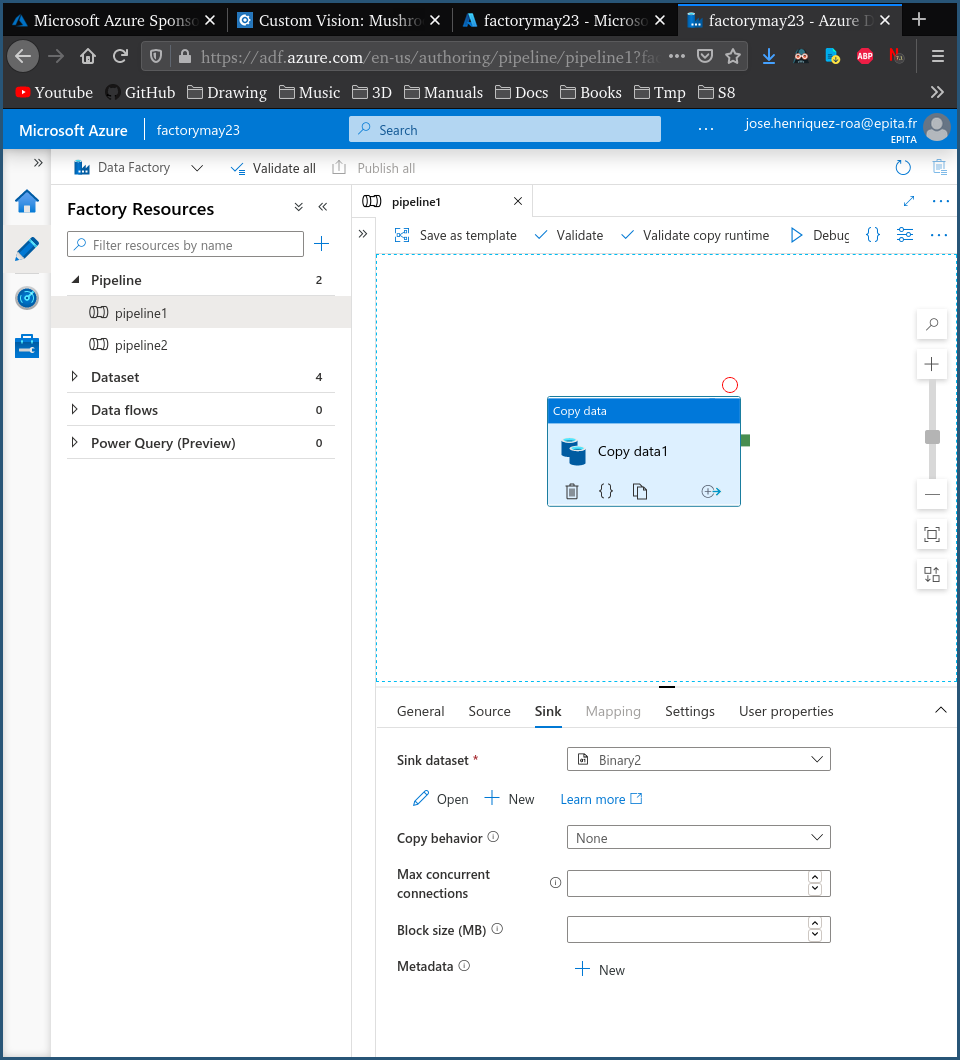 Microsoft Azure Sponso
Custom Vision: Mushro
factorymay23 - Microso
factorymay23 - Azure D
https://adf.azure.com/en-us/authoring/pipeline/pipeline1?fac
ABP
Youtube GitHub Drawing Music 3D Manuals Docs Books Tmp S8
Microsoft Azure factorymay23 Search jose.henriquez-roa@epita.fr
EPITA
Data Factory Validate all Publish all
Factory Resources
pipeline1
Filter resources by name
Save as template Validate Validate copy runtime Debug
Pipeline 2
pipeline1
pipeline2
Dataset 4
Data flows 0
Power Query (Preview) 0
Copy data
Copy data1
General Source Sink Mapping Settings User properties
Sink dataset * Binary2
Open New Learn more
Copy behavior None
Max concurrent
connections
Block size (MB)
Metadata New